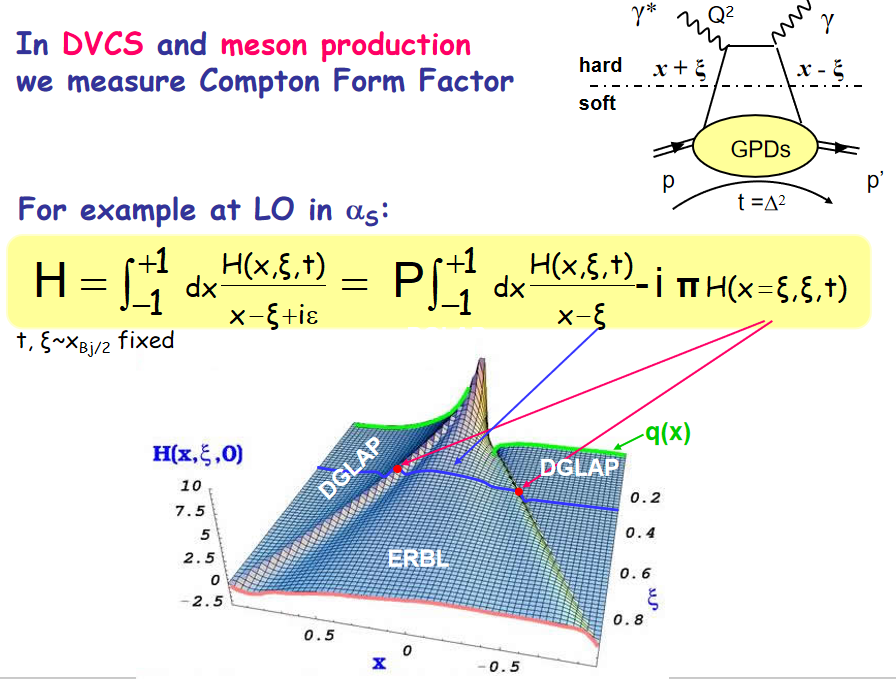 In DVCS and meson production
we measure Compton Form Factor
γ* Q² γ
hard x + ξ x - ξ
soft
GPDs
p p'
t =Δ²
For example at LO in αS:
H = ∫₋₁⁺¹ dx H(x,ξ,t) / x−ξ+iε = P∫₋₁⁺¹ dx H(x,ξ,t) / x−ξ - i π H(x=ξ,ξ,t)
t, ξ~xBj/2 fixed
q(x)
H(x,ξ,0)
DGLAP
DGLAP
ERBL
10
7.5
5
2.5
0
-2.5
0.2
0.4
0.6
0.8
ξ
0.5
0
-0.5
x